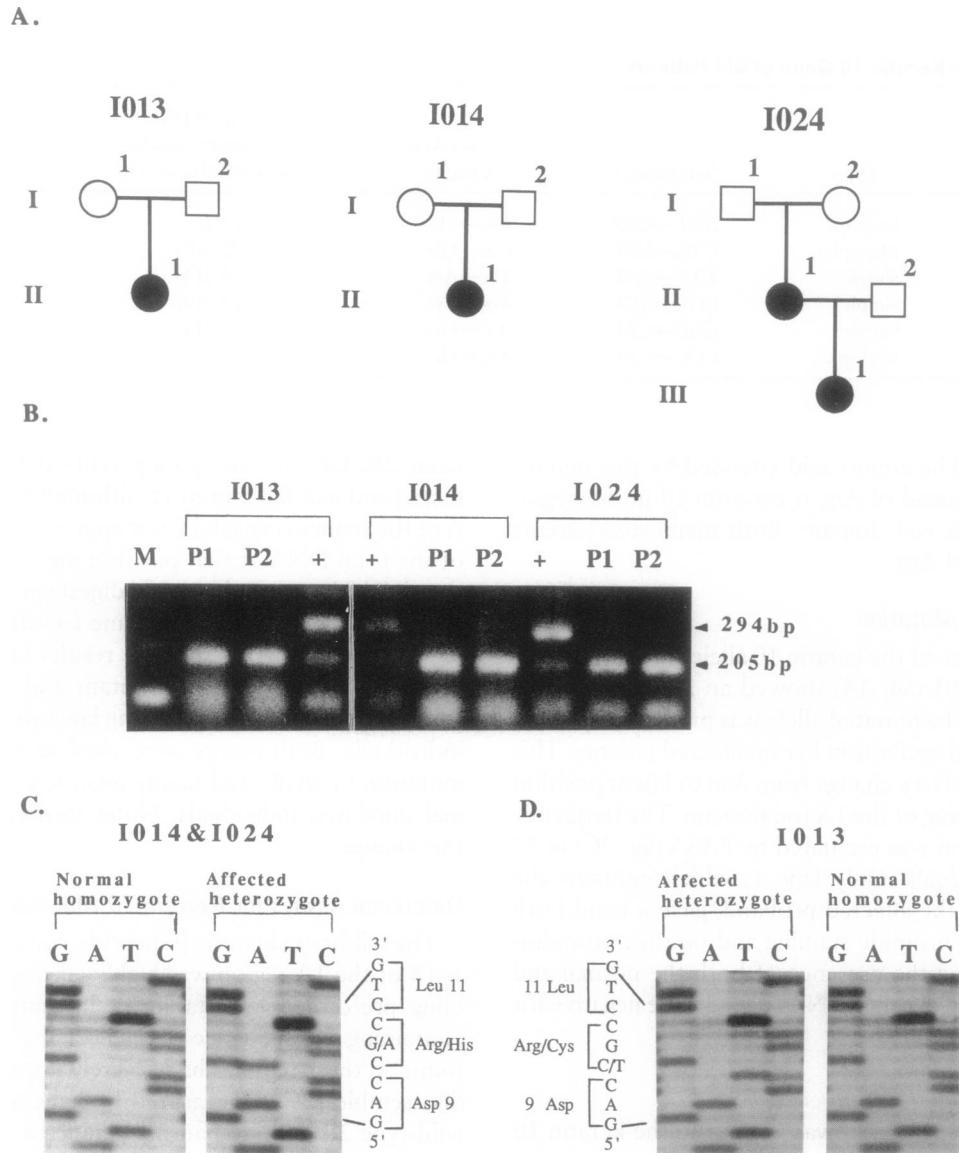 A.
I013
I014
I024
1 2
1 2
1 2
I
I
I
1
1
1 2
II
II
II
1
III
B.
I013
I014
I024
M P1 P2 + + P1 P2 + P1 P2
294bp
205bp
C.
I014&I024
Normal homozygote
Affected heterozygote
G A T C G A T C
3'
G
T
C
C
G/A
C
C
A
G
5'
Leu 11
Arg/His
Asp 9
D.
I013
Affected heterozygote
Normal homozygote
G A T C G A T C
3'
G
T
C
C
G
C/T
C
A
G
5'
11 Leu
Arg/Cys
9 Asp